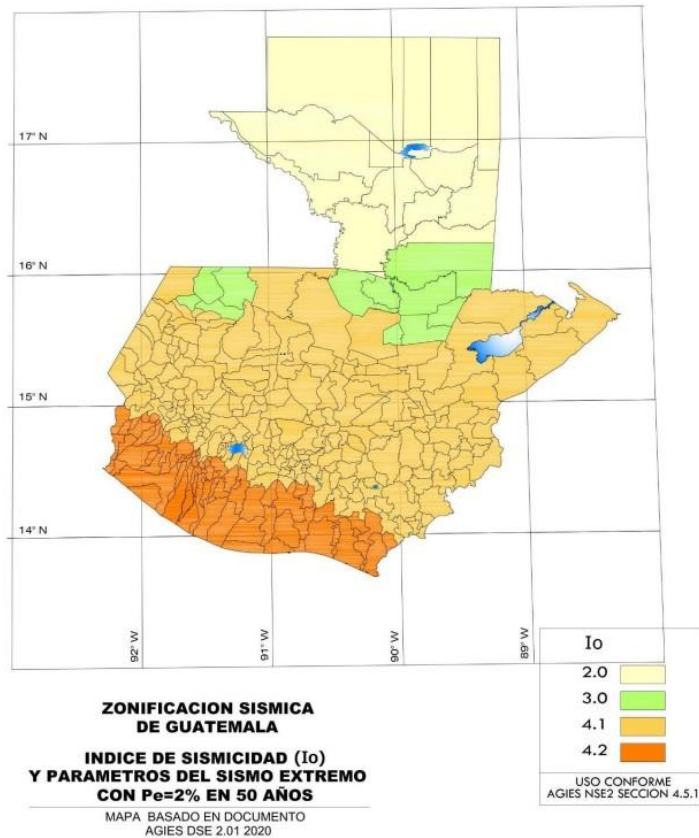 17° N
16° N
15° N
14° N
92° W
91° W
90° W
89° W
Io
2.0
3.0
4.1
4.2
USO CONFORME
AGIES NSE2 SECCION 4.5.1
ZONIFICACION SISMICA
DE GUATEMALA
INDICE DE SISMICIDAD (Io)
Y PARAMETROS DEL SISMO EXTREMO
CON Pe=2% EN 50 AÑOS
MAPA BASADO EN DOCUMENTO
AGIES DSE 2.01 2020